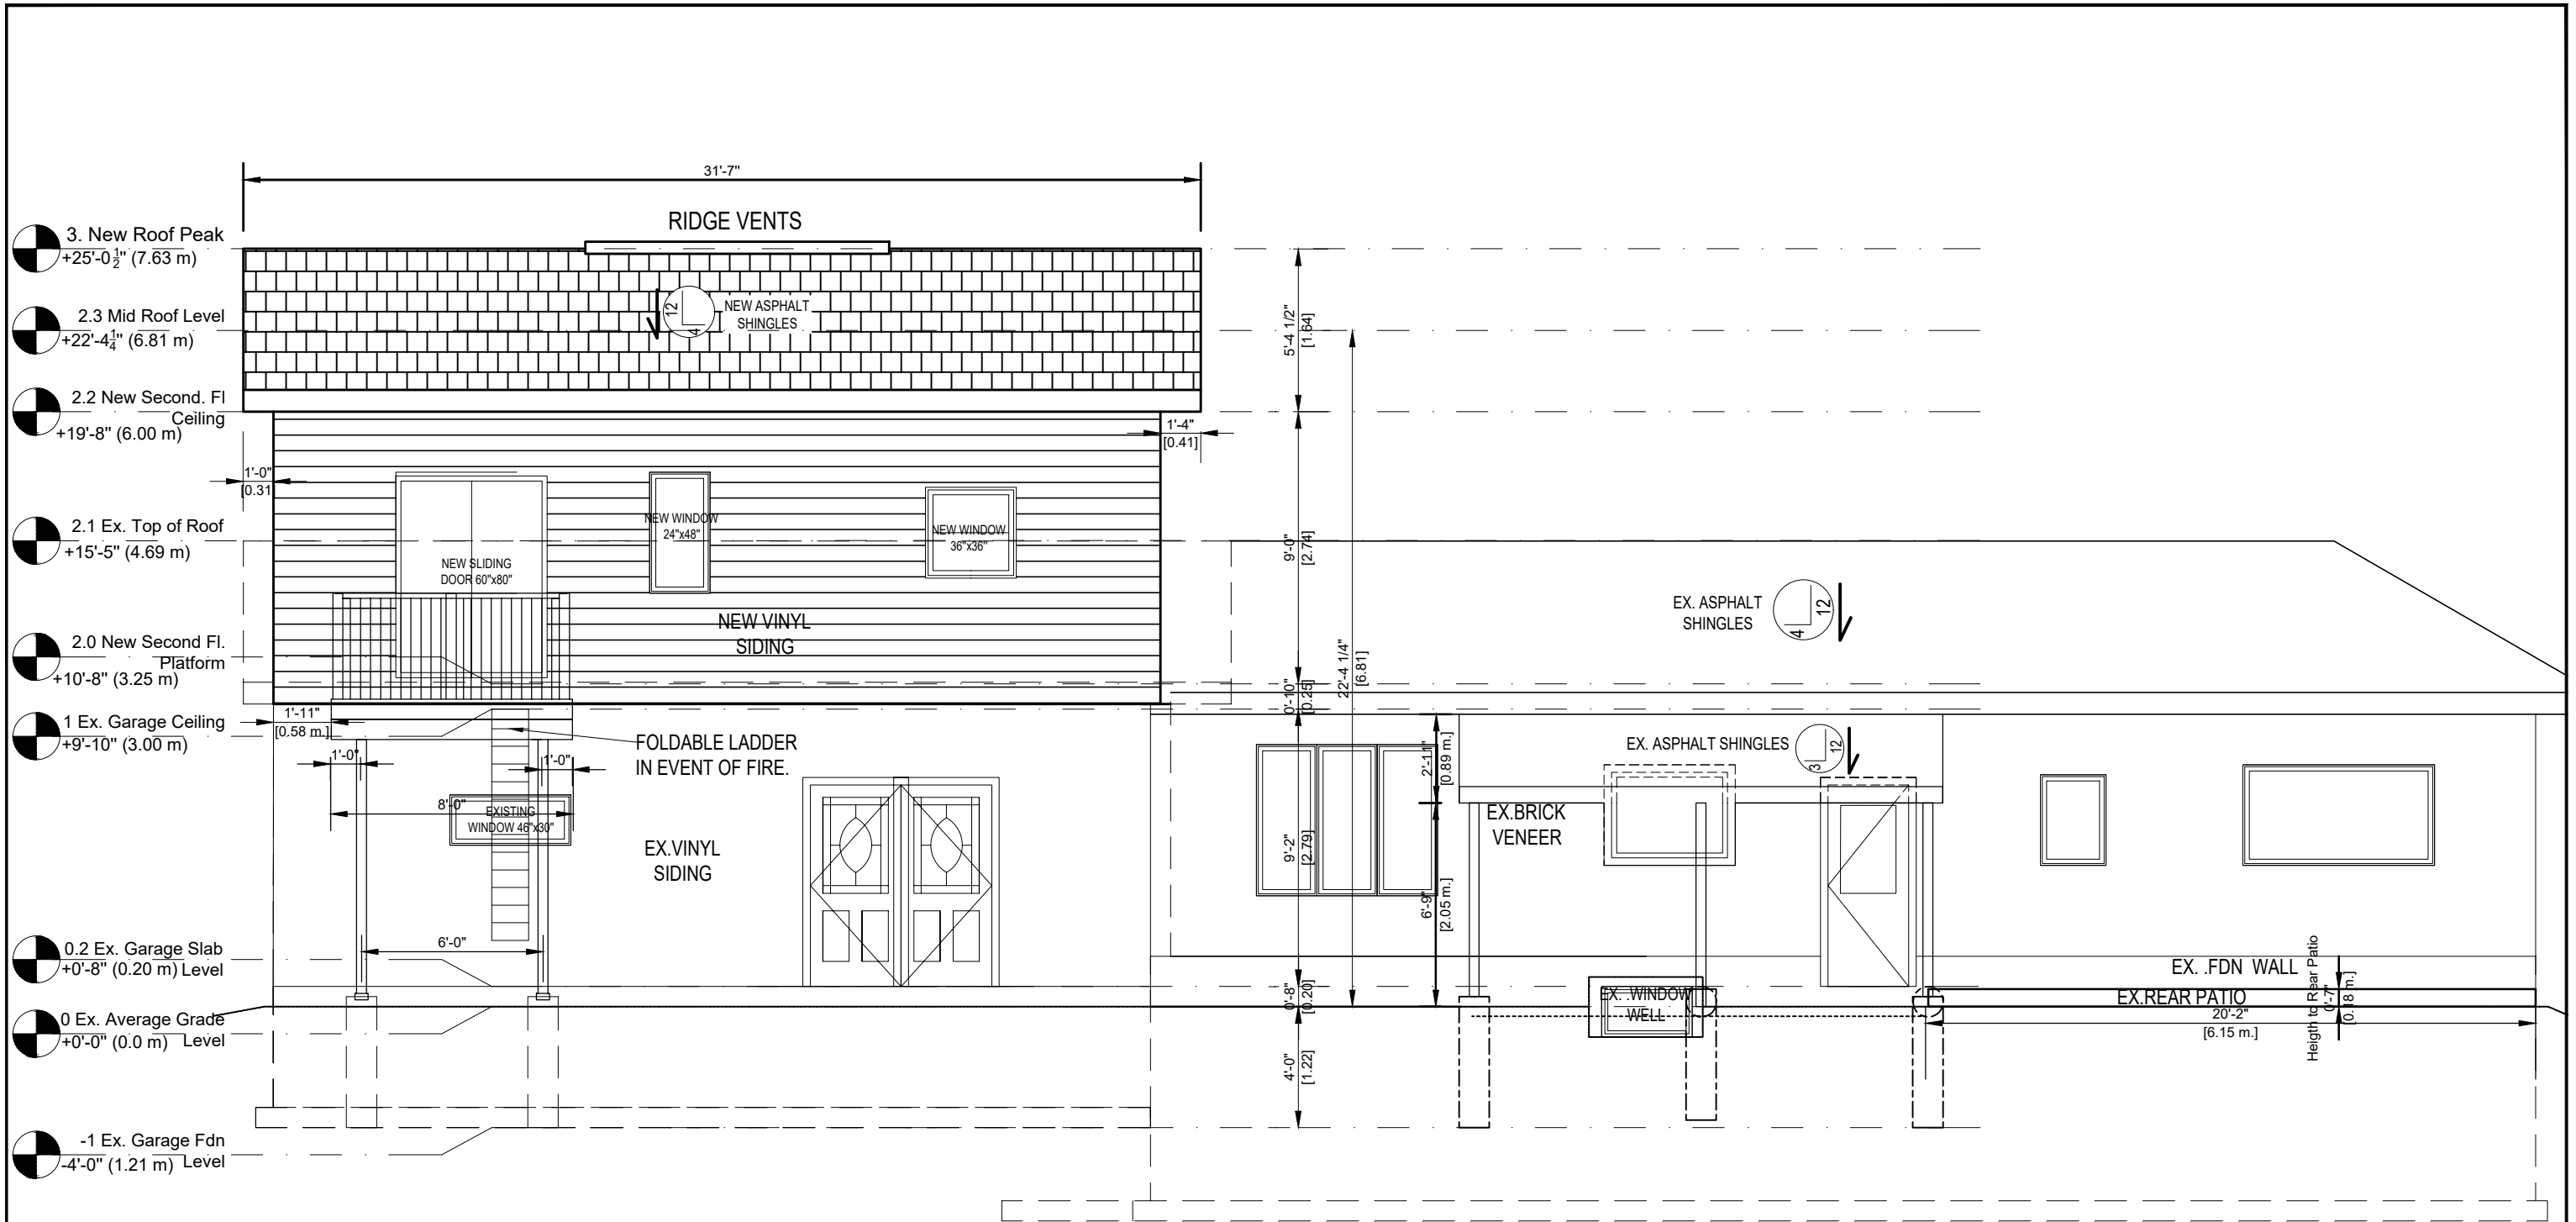 31'-7"
RIDGE VENTS
3. New Roof Peak
+25'-0½" (7.63 m)
2.3 Mid Roof Level
+22'-4¼" (6.81 m)
2.2 New Second. Fl
Ceiling
+19'-8" (6.00 m)
2.1 Ex. Top of Roof
+15'-5" (4.69 m)
2.0 New Second Fl.
Platform
+10'-8" (3.25 m)
1 Ex. Garage Ceiling
+9'-10" (3.00 m)
0.2 Ex. Garage Slab
+0'-8" (0.20 m) Level
0 Ex. Average Grade
+0'-0" (0.0 m) Level
-1 Ex. Garage Fdn
-4'-0" (1.21 m) Level
12
4
NEW ASPHALT
SHINGLES
1'-4"
[0.41]
1'-0"
[0.31
NEW SLIDING
DOOR 60"x80"
NEW WINDOW
24"x48"
NEW WINDOW
36"x36"
NEW VINYL
SIDING
1'-11"
[0.58 m.]
1'-0"
1'-0"
8'-0"
FOLDABLE LADDER
IN EVENT OF FIRE.
EXISTING
WINDOW 46"x30"
EX.VINYL
SIDING
6'-0"
5'-4 1/2"
[1.64]
9'-0"
[2.74]
0'-10"
[0.25]
22'-4 1/4"
[6.81]
9'-2"
[2.79]
0'-8"
[0.20]
4'-0"
[1.22]
2'-11"
[0.89 m.]
6'-9"
[2.05 m.]
EX. ASPHALT
SHINGLES
4
12
EX. ASPHALT SHINGLES
3
12
EX.BRICK
VENEER
EX. .WINDOW
WELL
EX. .FDN WALL
EX.REAR PATIO
20'-2"
[6.15 m.]
Heigth to Rear Patio
0'-7"
[0.18 m.]